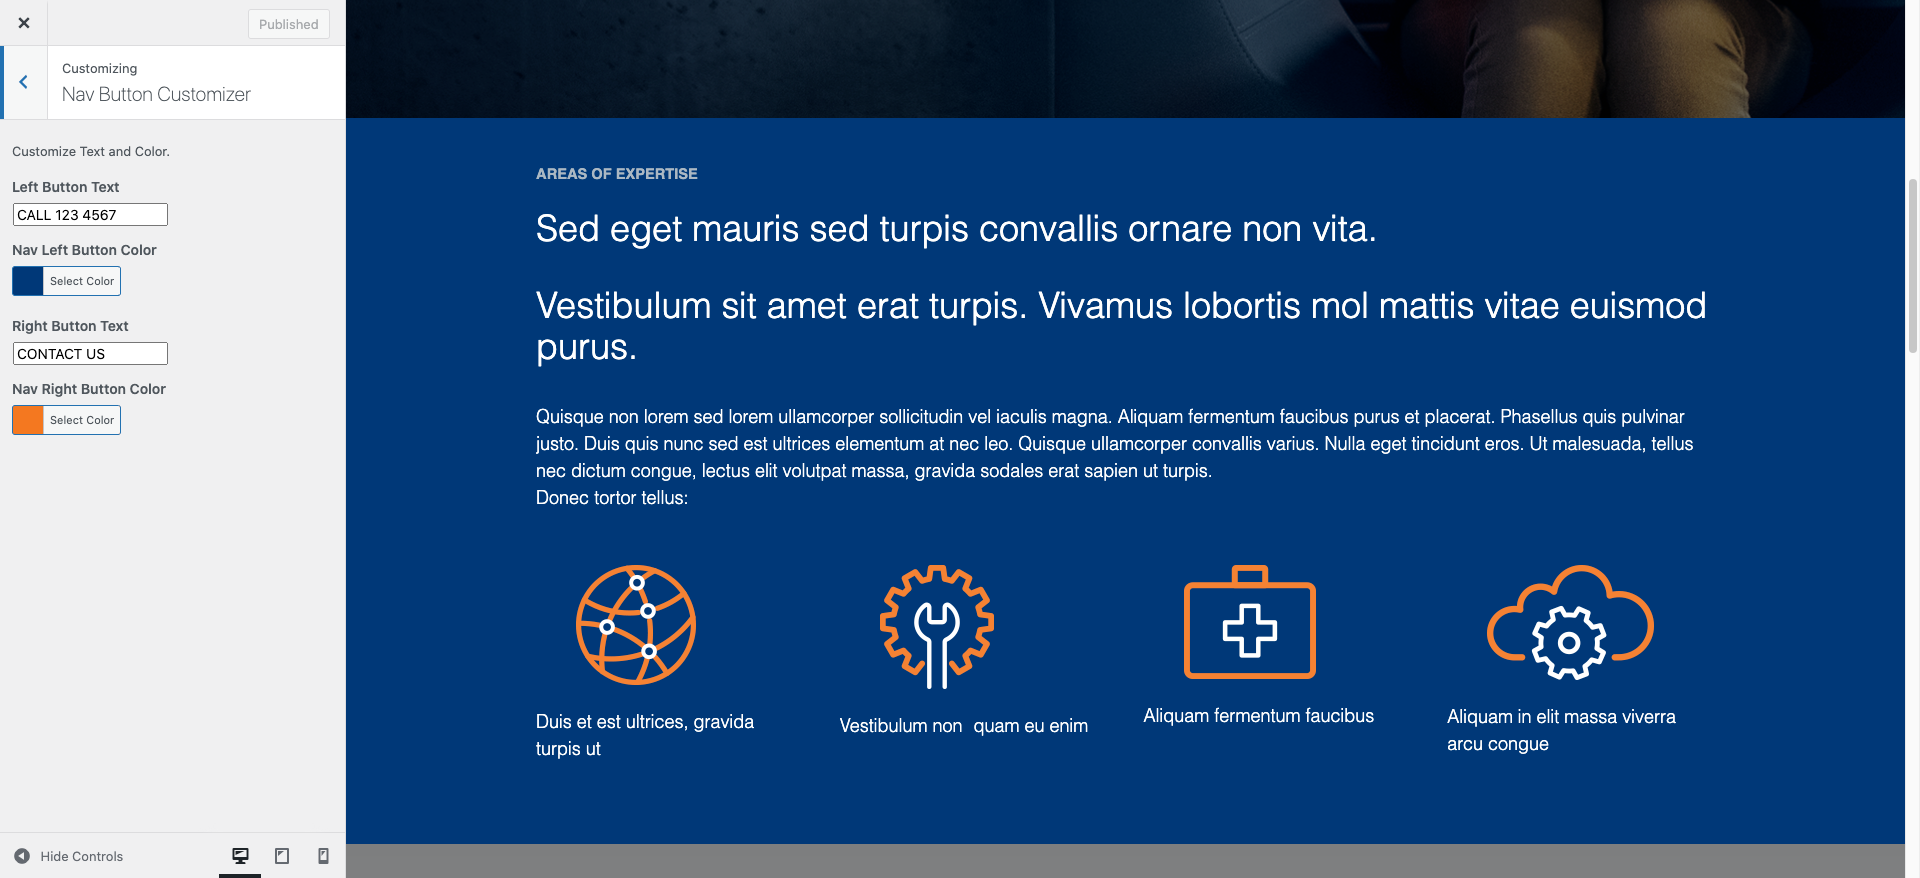 Published
Customizing
Nav Button Customizer
Customize Text and Color.
Left Button Text
CALL 123 4567
Nav Left Button Color
Select Color
Right Button Text
CONTACT US
Nav Right Button Color
Select Color
Hide Controls
AREAS OF EXPERTISE
Sed eget mauris sed turpis convallis ornare non vita.
Vestibulum sit amet erat turpis. Vivamus lobortis mol mattis vitae euismod
purus.
Quisque non lorem sed lorem ullamcorper sollicitudin vel iaculis magna. Aliquam fermentum faucibus purus et placerat. Phasellus quis pulvinar
justo. Duis quis nunc sed est ultrices elementum at nec leo. Quisque ullamcorper convallis varius. Nulla eget tincidunt eros. Ut malesuada, tellus
nec dictum congue, lectus elit volutpat massa, gravida sodales erat sapien ut turpis.
Donec tortor tellus:
Duis et est ultrices, gravida
turpis ut
Vestibulum non  quam eu enim
Aliquam fermentum faucibus
Aliquam in elit massa viverra
arcu congue